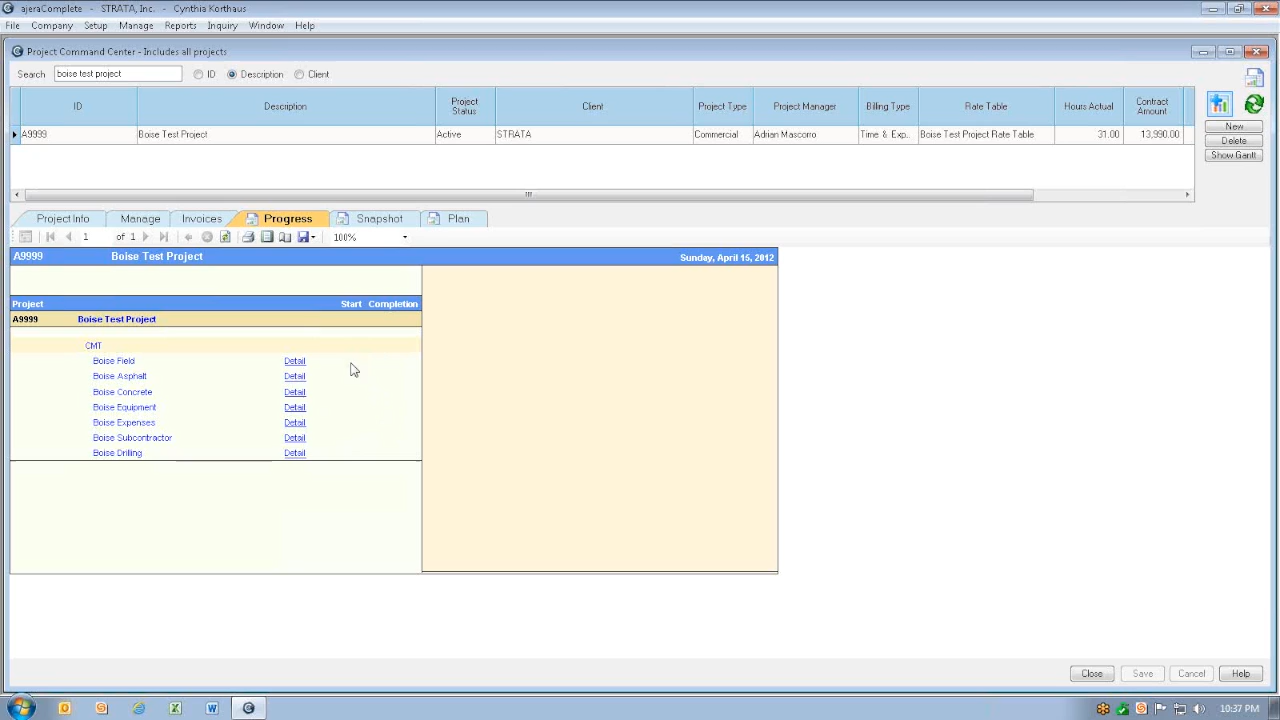 ajeraComplete - STRATA, Inc. - Cynthia Korthaus
File Company Setup Manage Reports Inquiry Window Help
Project Command Center - Includes all projects
Search boise test project ID Description Client
ID Description Project Status Client Project Type Project Manager Billing Type Rate Table Hours Actual Contract Amount
A9999 Boise Test Project Active STRATA Commercial Adrian Mascorro Time & Exp.. Boise Test Project Rate Table 31.00 13,990.00
New
Delete
Show Gantt
Project Info Manage Invoices Progress Snapshot Plan
1 of 1 100%
A9999 Boise Test Project Sunday, April 15, 2012
Project Start Completion
A9999 Boise Test Project
CMT
Boise Field Detail
Boise Asphalt Detail
Boise Concrete Detail
Boise Equipment Detail
Boise Expenses Detail
Boise Subcontractor Detail
Boise Drilling Detail
Close Save Cancel Help
10:37 PM